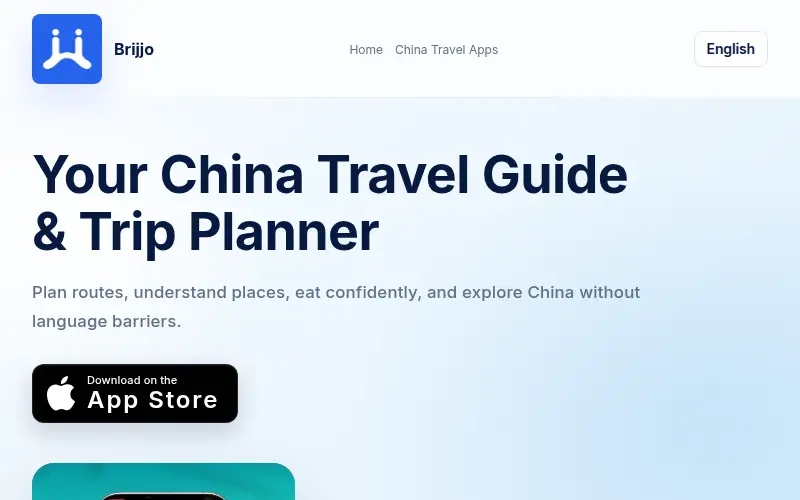 Brijjo
Home
China Travel Apps
English
Your China Travel Guide
& Trip Planner
Plan routes, understand places, eat confidently, and explore China without
language barriers.
Download on the
App Store